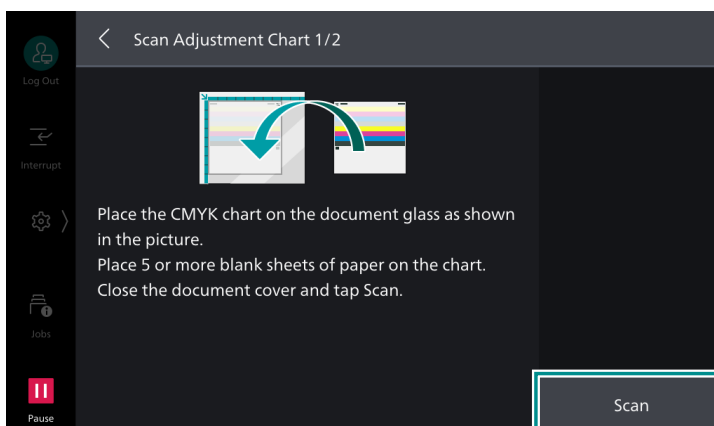 Scan Adjustment Chart 1/2
Log Out
Interrupt
Place the CMYK chart on the document glass as shown
in the picture.
Place 5 or more blank sheets of paper on the chart.
Close the document cover and tap Scan.
Jobs
Pause
Scan